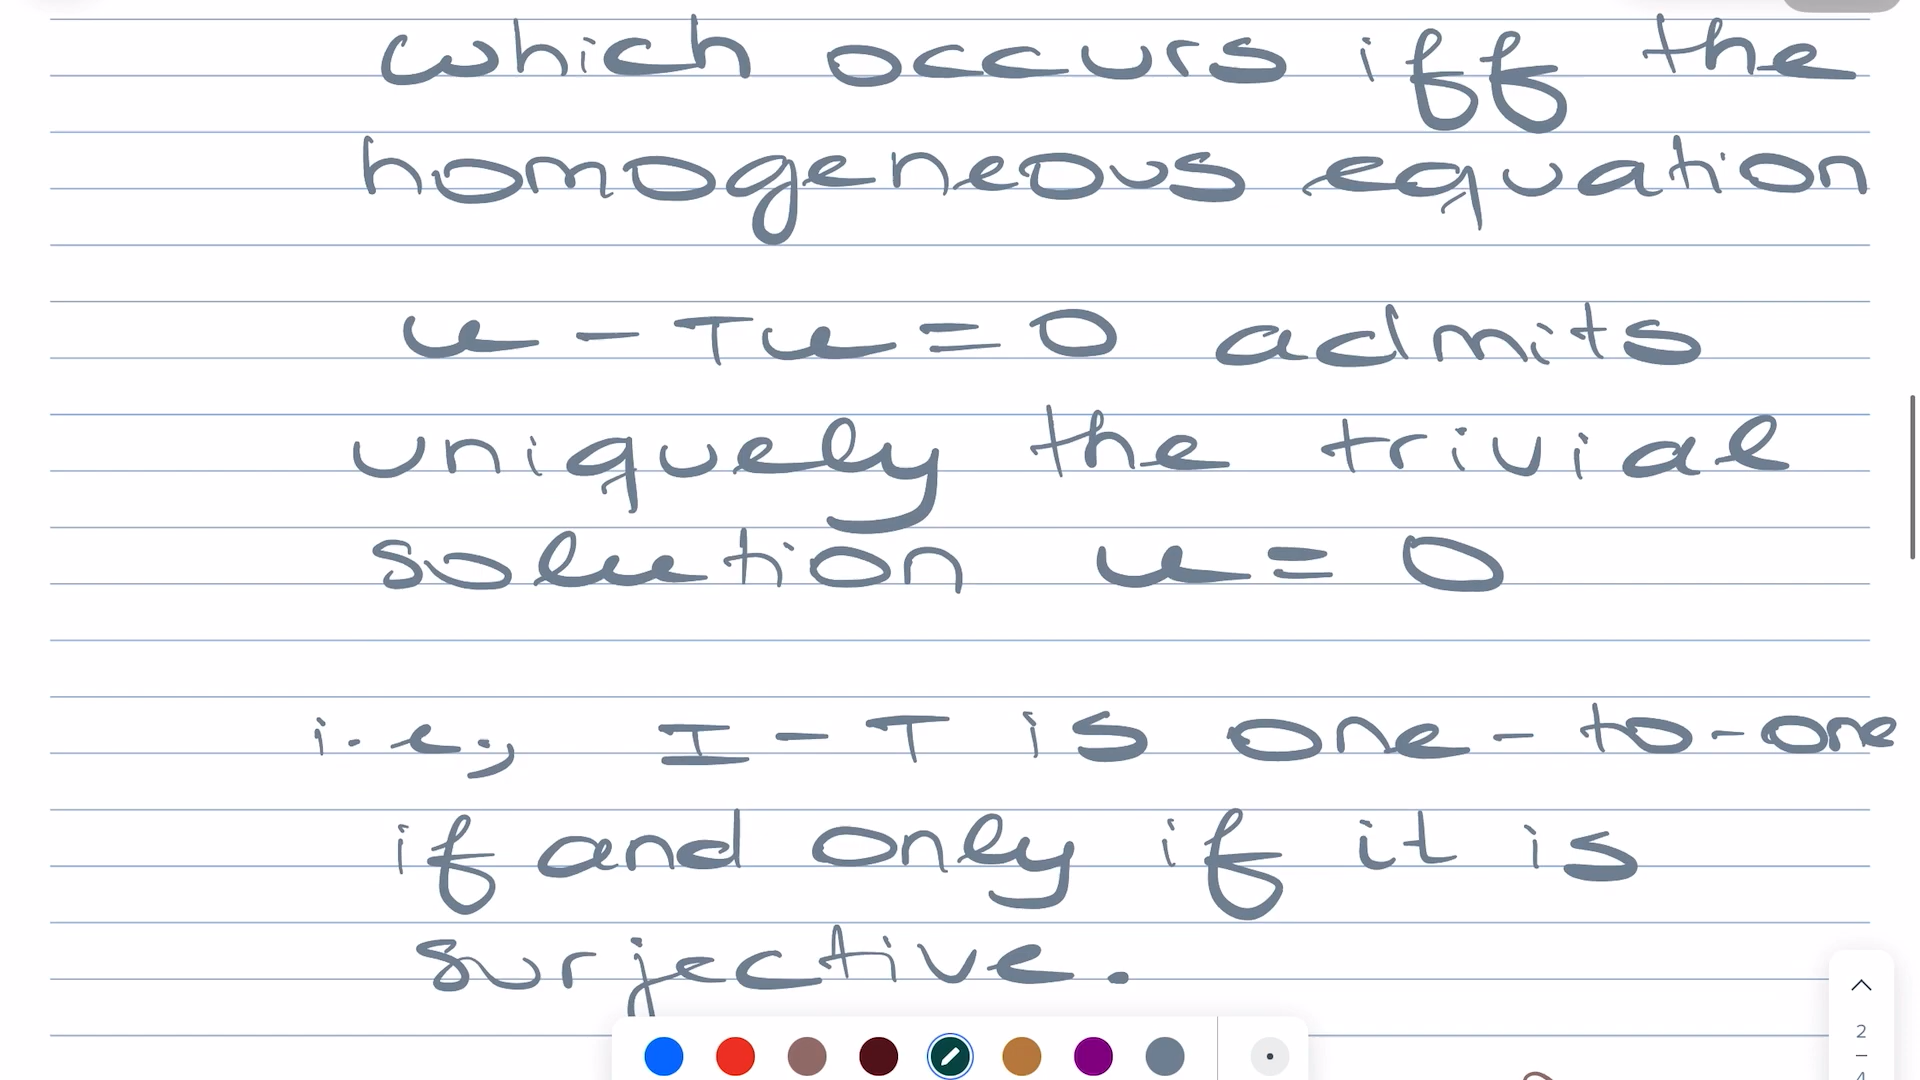 which occurs iff the
homogeneous equation
u - Tu = 0 admits
uniquely the trivial
solution u = 0
i.e., I - T is one-to-one
if and only if it is
surjective.
2